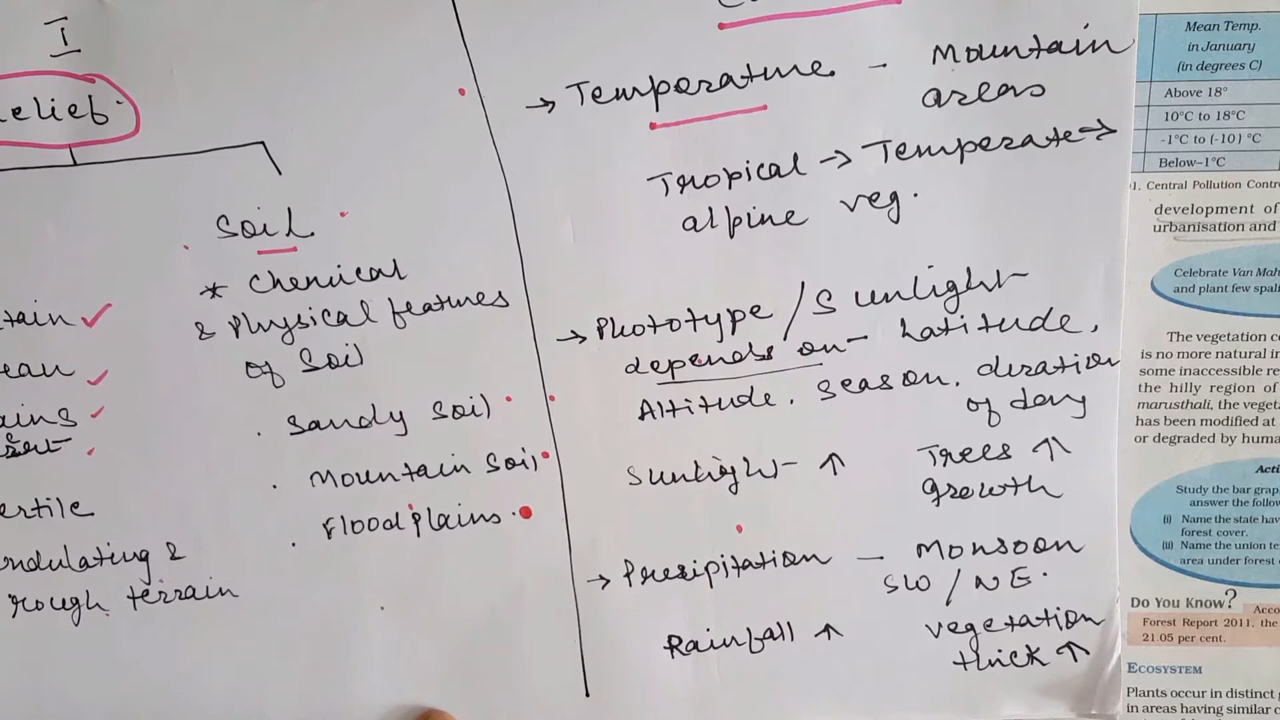 I
elief.
tain
ean
ains
sert
ertile
undulating &
rough terrain
Soil
* Chemical
& Physical features
of Soil
. Sandy Soil
. Mountain Soil
. Floodplains.
→ Temperature - Mountain
areas
Tropical → Temperate →
alpine veg.
→ Phototype / Sunlight
depends on - Latitude,
Altitude, Season, duration
of day
Sunlight ↑ Trees ↑
growth
→ Presipitation - Monsoon
SW / NE.
Rainfall ↑ vegetation
thick ↑
Mean Temp.
in January
(in degrees C)
Above 18°
10°C to 18°C
-1°C to (-10) °C
Below–1°C
1. Central Pollution Contr
development of
urbanisation and
Celebrate Van Mah
and plant few spali
The vegetation c
is no more natural in
some inaccessible re
the hilly region of
marusthali, the veget
has been modified at
or degraded by huma
Acti
Study the bar grap
answer the follow
(i) Name the state hav
forest cover.
(ii) Name the union te
area under forest
Do You Know?
Acco
Forest Report 2011, the
21.05 per cent.
ECOSYSTEM
Plants occur in distinct
in areas having similar c